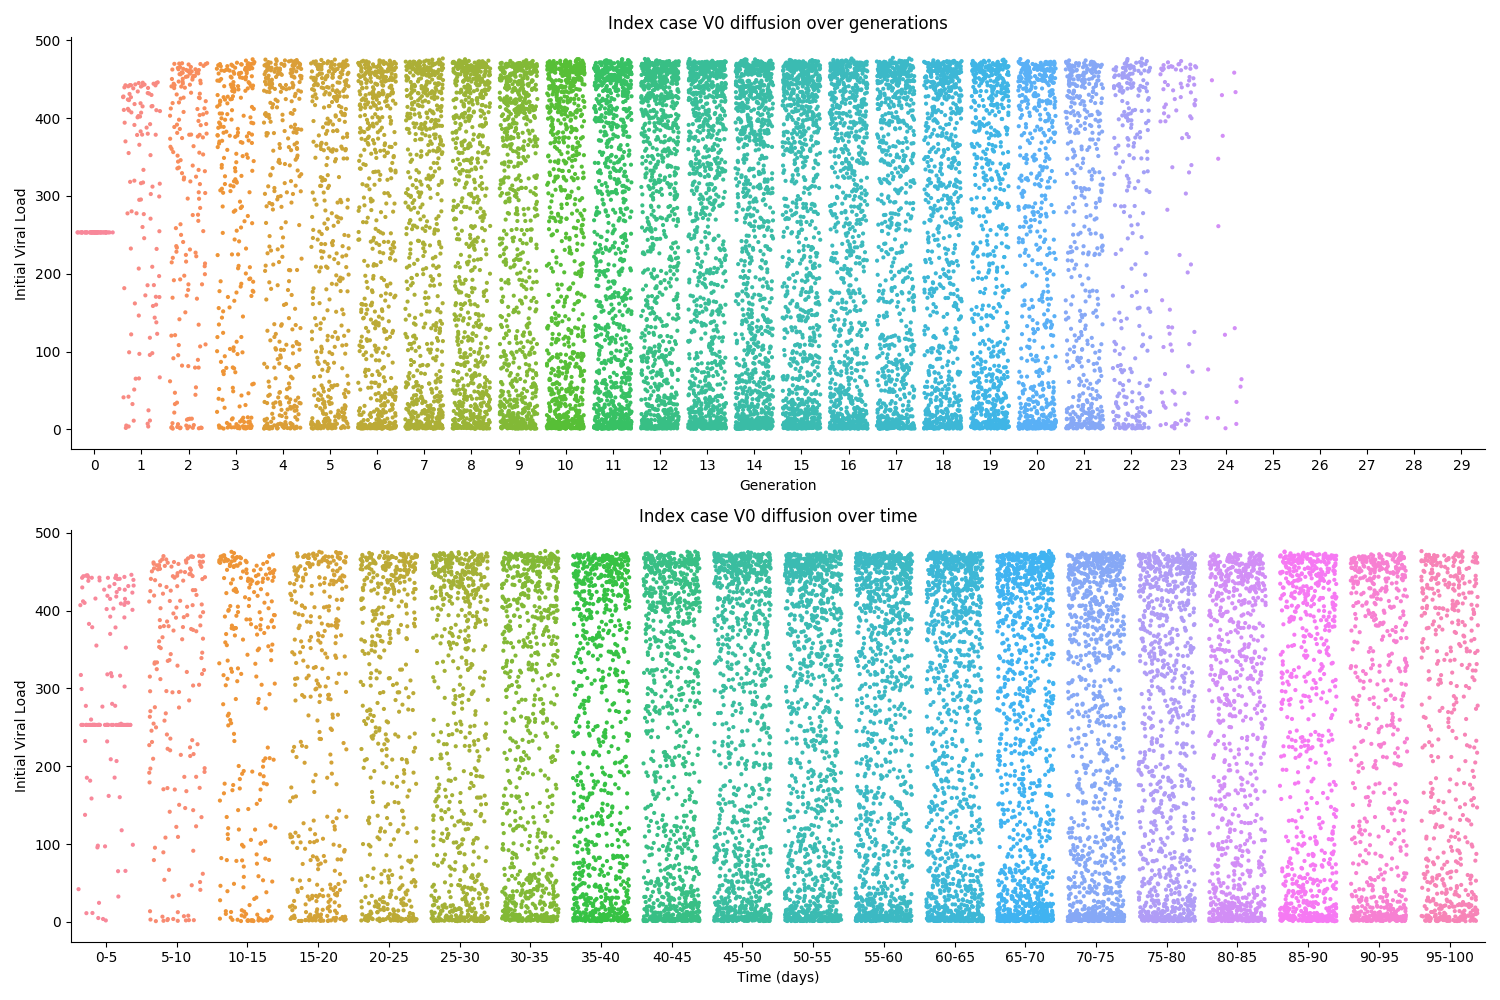 Index case V0 diffusion over generations
500
400
300
200
100
0
Initial Viral Load
0 1 2 3 4 5 6 7 8 9 10 11 12 13 14 15 16 17 18 19 20 21 22 23 24 25 26 27 28 29
Generation
Index case V0 diffusion over time
500
400
300
200
100
0
Initial Viral Load
0-5 5-10 10-15 15-20 20-25 25-30 30-35 35-40 40-45 45-50 50-55 55-60 60-65 65-70 70-75 75-80 80-85 85-90 90-95 95-100
Time (days)